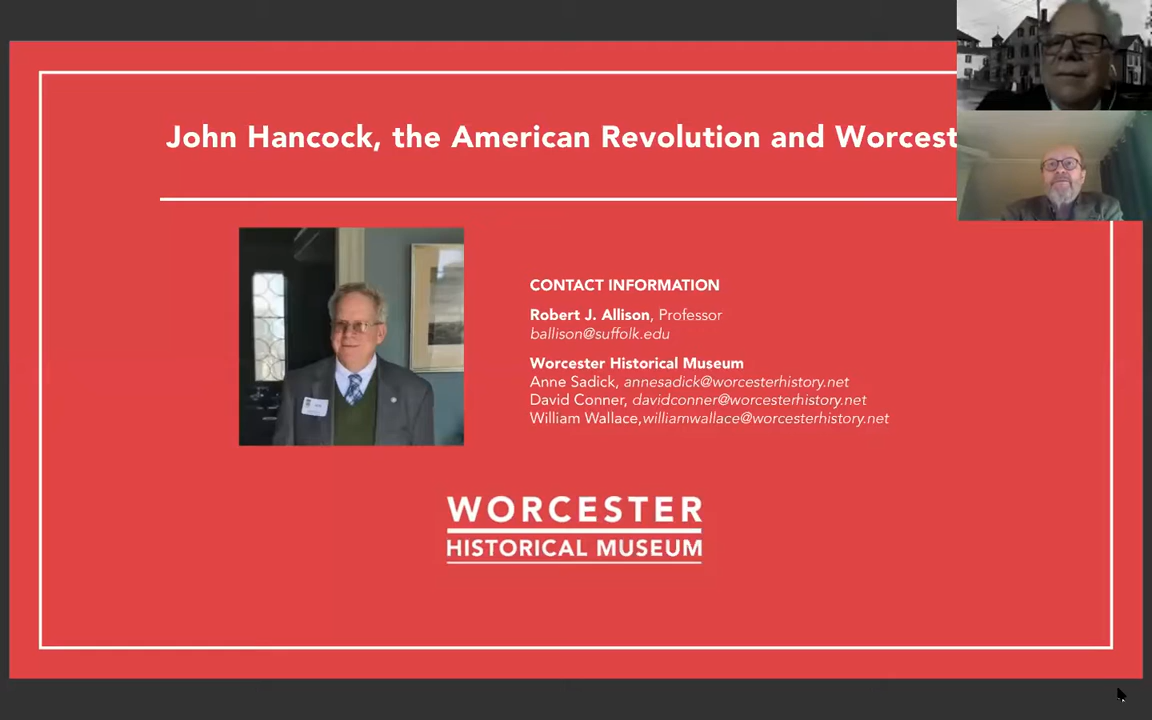 John Hancock, the American Revolution and Worcest
CONTACT INFORMATION
Robert J. Allison, Professor
ballison@suffolk.edu
Worcester Historical Museum
Anne Sadick, annesadick@worcesterhistory.net
David Conner, davidconner@worcesterhistory.net
William Wallace,williamwallace@worcesterhistory.net
WORCESTER
HISTORICAL MUSEUM